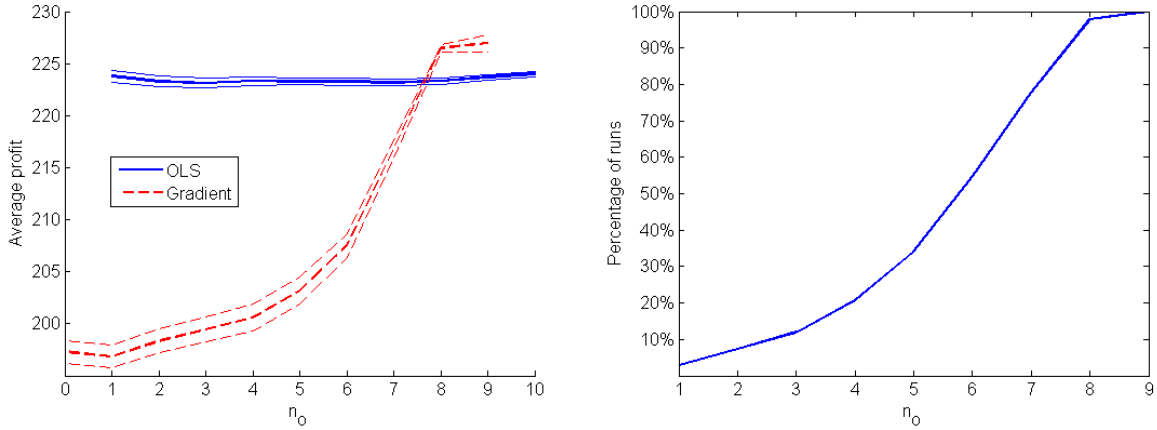 230
225
220
215
210
205
200
Average profit
OLS
Gradient
0 1 2 3 4 5 6 7 8 9 10
n₀
100%
90%
80%
70%
60%
50%
40%
30%
20%
10%
Percentage of runs
1 2 3 4 5 6 7 8 9
n₀